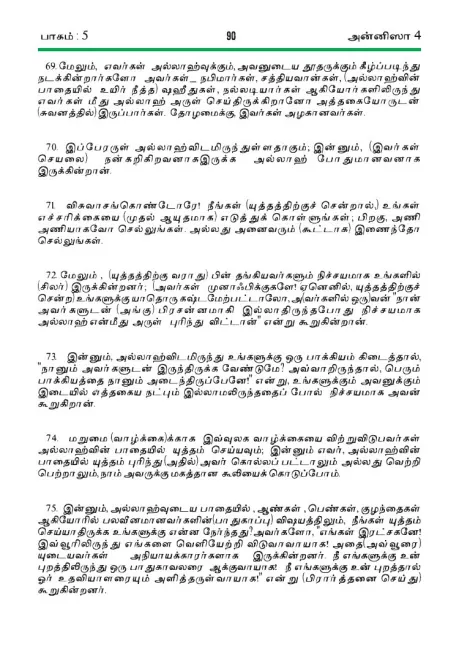 பாகம் : 5 90 அன்னிஸா 4
69. மேலும், எவர்கள் அல்லாஹ்வுக்கும், அவனுடைய தூதருக்கும் கீழ்ப்படிந்து
நடக்கின்றார்களோ அவர்கள்_ நபிமார்கள், சத்தியவான்கள், (அல்லாஹ்வின்
பாதையில் உயிர் நீத்த) ஷஹீதுகள், நல்லடியார்கள் ஆகியோர்களிலிருந்து
எவர்கள் மீது அல்லாஹ் அருள் செய்திருக்கிறானோ அத்தகையோருடன்
(சுவனத்தில்) இருப்பார்கள். தோழமைக்கு, இவர்கள் அழகானவர்கள்.
70. இப்பேரருள் அல்லாஹ்விடமிருந்துள்ளதாகும்; இன்னும், (இவர்கள்
செயலை) நன்கறிகிறவனாகஇருக்க அல்லாஹ் போதுமானவனாக
இருக்கின்றான்.
71. விசுவாசங்கொண்டோரே! நீங்கள் (யுத்தத்திற்குச் சென்றால்,) உங்கள்
எச்சரிக்கையை (முதல் ஆயுதமாக) எடுத்துக் கொள்ளுங்கள் ; பிறகு, அணி
அணியாகவோ செல்லுங்கள். அல்லது அனைவரும் (கூட்டாக) இணைந்தோ
செல்லுங்கள்.
72. மேலும் , (யுத்தத்திற்கு வராது) பின் தங்கியவர்களும் நிச்சயமாக உங்களில்
(சிலர்) இருக்கின்றனர்; (அவர்கள் முனாஃபிக்குகளே! ஏனெனில், யுத்தத்திற்குச்
சென்ற) உங்களுக்கு யாதொரு கஷ்டமேற்பட்டாலோ, அ(வர்களில் ஒரு)வன் 'நான்
அவர்களுடன் (அங்கு) பிரசன்னமாகி இல்லாதிருந்தபோது நிச்சயமாக
அல்லாஹ் என்மீது அருள் புரிந்து விட்டான்" என்று கூறுகின்றான்.
73. இன்னும், அல்லாஹ்விடமிருந்து உங்களுக்கு ஒரு பாக்கியம் கிடைத்தால்,
"நானும் அவர்களுடன் இருந்திருக்க வேண்டுமே? அவ்வாறிருந்தால், பெரும்
பாக்கியத்தை நானும் அடைந்திருப்பேனே!" என்று, உங்களுக்கும் அவனுக்கும்
இடையில் எத்தகைய நட்பும் இல்லாமலிருந்ததைப் போல் நிச்சயமாக அவன்
கூறுகிறான்.
74. மறுமை (வாழ்க்கை)க்காக இவ்வுலக வாழ்க்கையை விற்றுவிடுபவர்கள்
அல்லாஹ்வின் பாதையில் யுத்தம் செய்யவும்; இன்னும் எவர், அல்லாஹ்வின்
பாதையில் யுத்தம் புரிந்து (அதில்) அவர் கொல்லப் பட்டாலும் அல்லது வெற்றி
பெற்றாலும், நாம் அவருக்கு மகத்தான கூலியைக் கொடுப்போம்.
75. இன்னும், அல்லாஹ்வுடைய பாதையில் , ஆண்கள் , பெண்கள், குழந்தைகள்
ஆகியோரில் பலவீனமானவர்களின்(பாதுகாப்பு) விஷயத்திலும், நீங்கள் யுத்தம்
செய்யாதிருக்க உங்களுக்கு என்ன நேர்ந்தது? அவர்களோ, "எங்கள் இரட்சகனே!
இவ்வூரிலிருந்து எங்களை வெளியேற்றி விடுவாயாக! அதை(அவ்வூரை)
யுடையவர்கள் அநியாயக்காரர்களாக இருக்கின்றனர். நீ எங்களுக்கு உன்
புறத்திலிருந்து ஒரு பாதுகாவலரை ஆக்குவாயாக! நீ எங்களுக்கு உன் புறத்தால்
ஓர் உதவியாளரையும் அளித்தருள்வாயாக!" என்று (பிரார்த்தனை செய்து)
கூறுகின்றனர்.